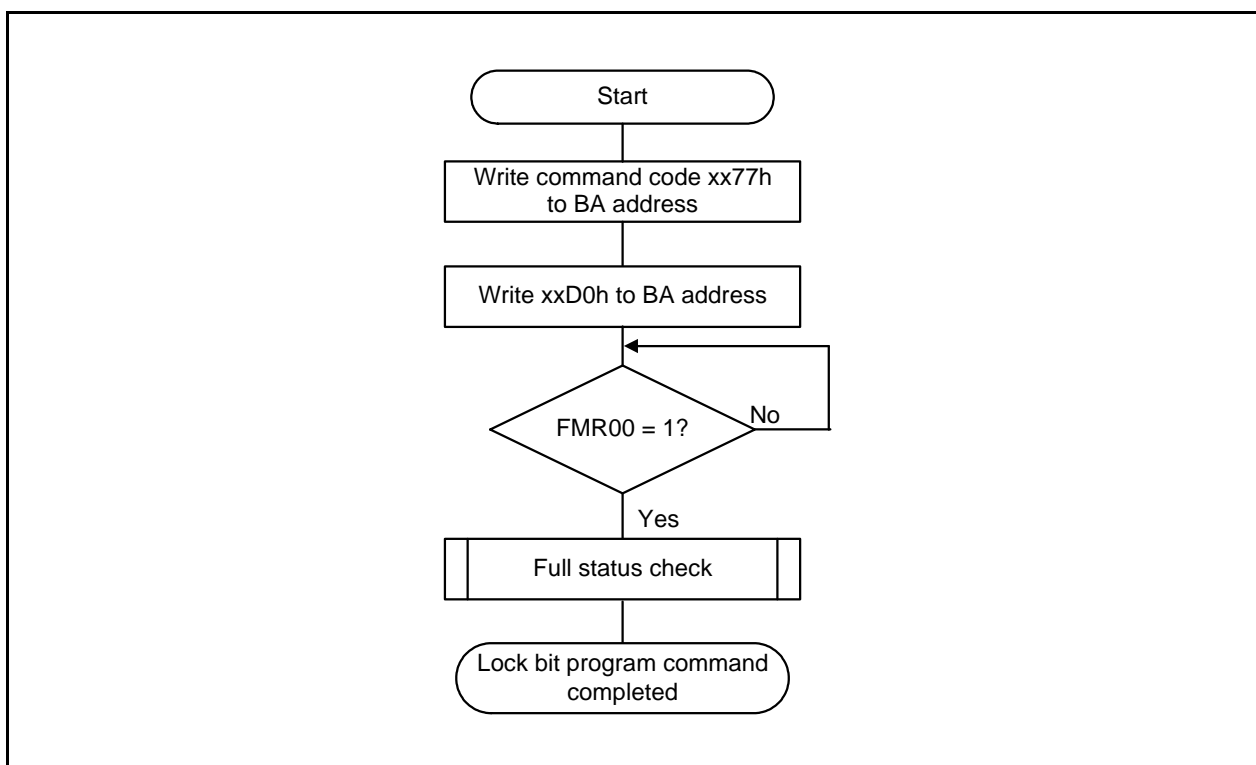 Start
Write command code xx77h
to BA address
Write xxD0h to BA address
FMR00 = 1?
No
Yes
Full status check
Lock bit program command
completed